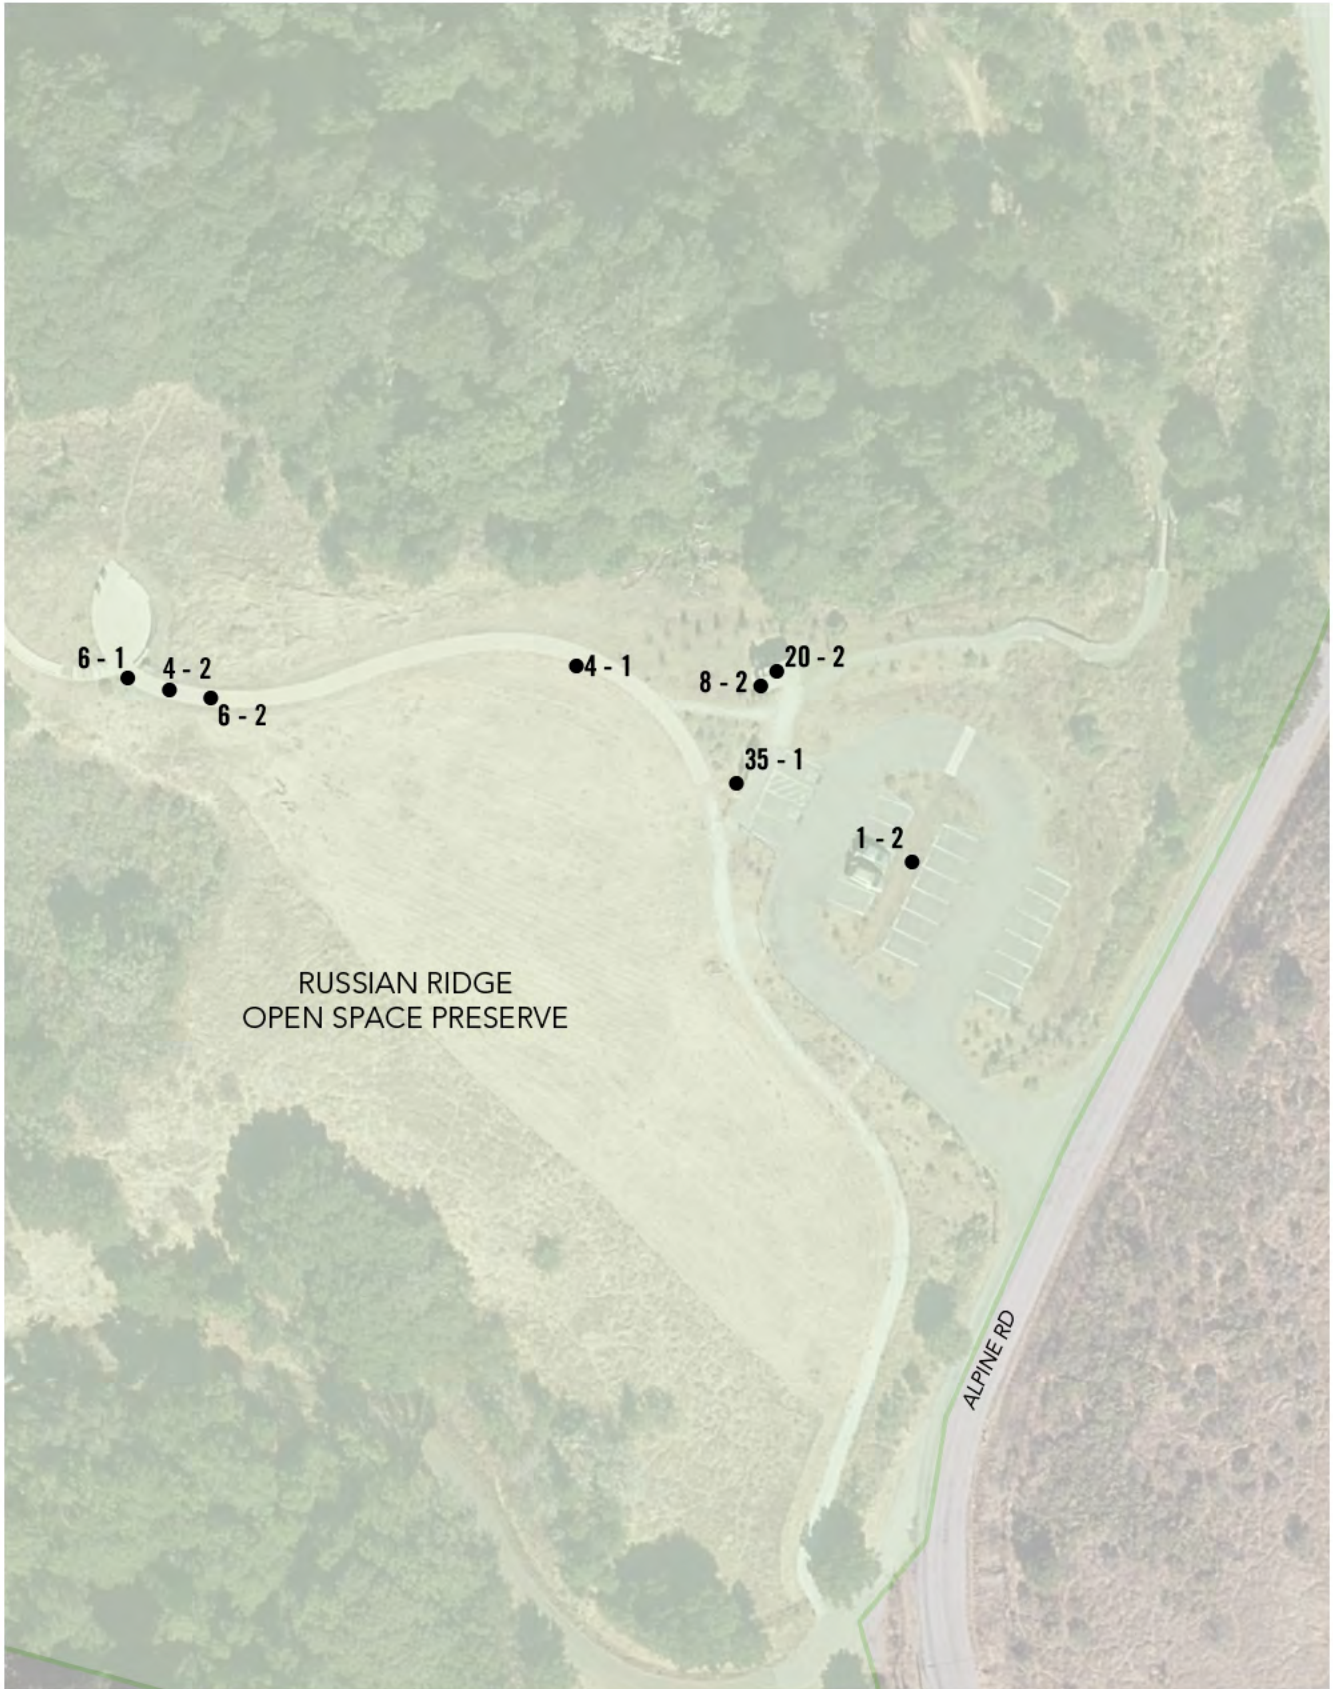 6 - 1
4 - 2
6 - 2
4 - 1
20 - 2
8 - 2
35 - 1
1 - 2
RUSSIAN RIDGE
OPEN SPACE PRESERVE
ALPINE RD